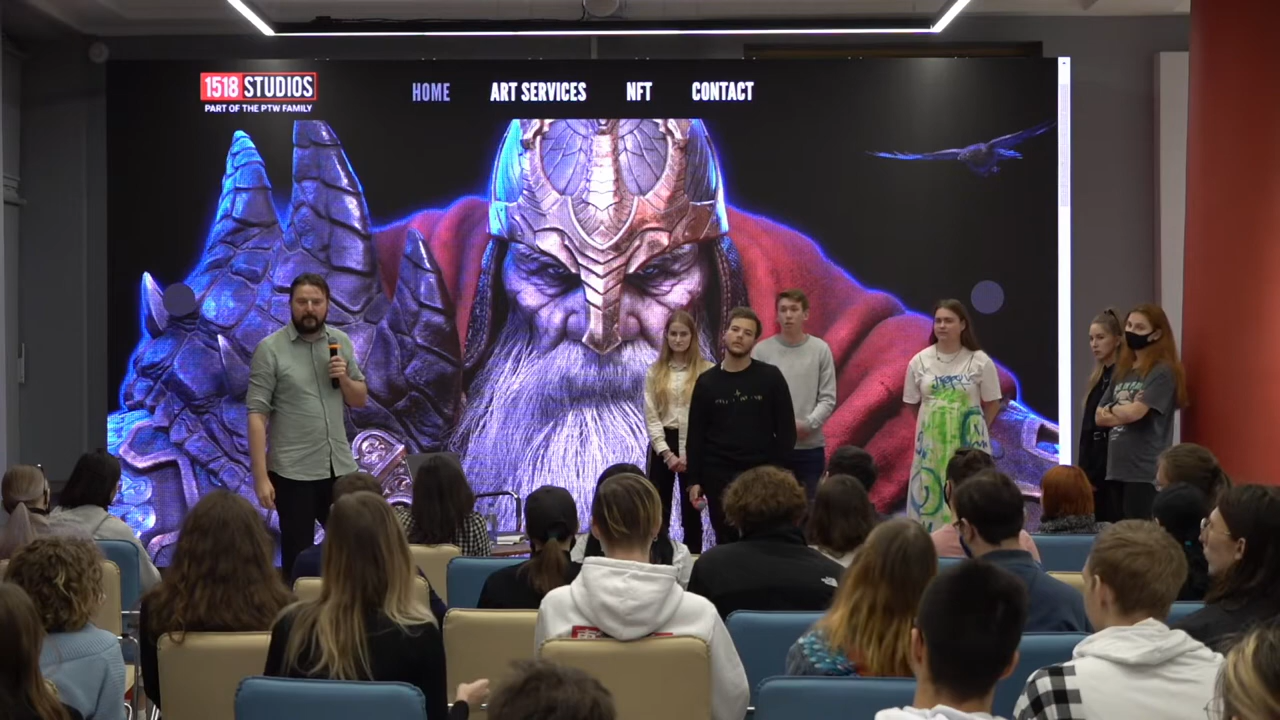 1518 STUDIOS
PART OF THE PTW FAMILY
HOME ART SERVICES NFT CONTACT